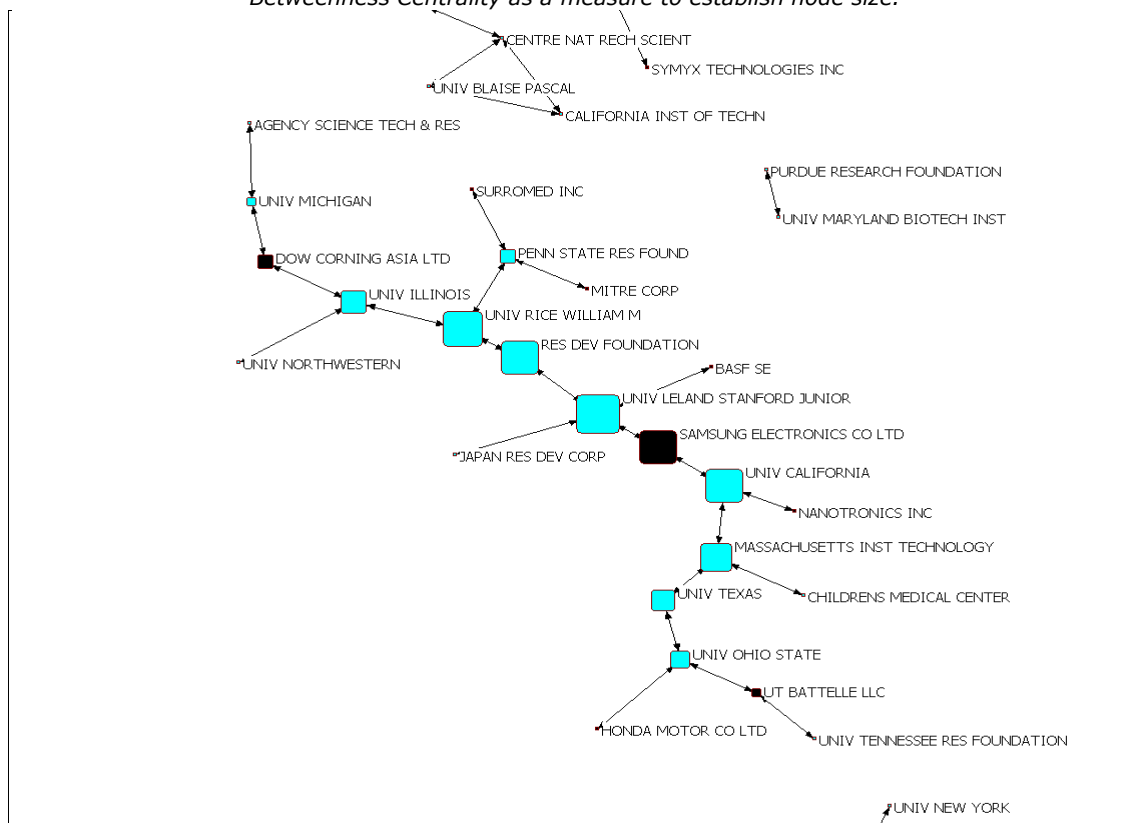 Betweenness Centrality as a measure to establish node size.
CENTRE NAT RECH SCIENT
SYMYX TECHNOLOGIES INC
UNIV BLAISE PASCAL
CALIFORNIA INST OF TECHN
AGENCY SCIENCE TECH & RES
PURDUE RESEARCH FOUNDATION
SURROMED INC
UNIV MICHIGAN
UNIV MARYLAND BIOTECH INST
PENN STATE RES FOUND
DOW CORNING ASIA LTD
MITRE CORP
UNIV ILLINOIS
UNIV RICE WILLIAM M
RES DEV FOUNDATION
UNIV NORTHWESTERN
BASF SE
UNIV LELAND STANFORD JUNIOR
SAMSUNG ELECTRONICS CO LTD
JAPAN RES DEV CORP
UNIV CALIFORNIA
NANOTRONICS INC
MASSACHUSETTS INST TECHNOLOGY
UNIV TEXAS
CHILDRENS MEDICAL CENTER
UNIV OHIO STATE
UT BATTELLE LLC
HONDA MOTOR CO LTD
UNIV TENNESSEE RES FOUNDATION
UNIV NEW YORK